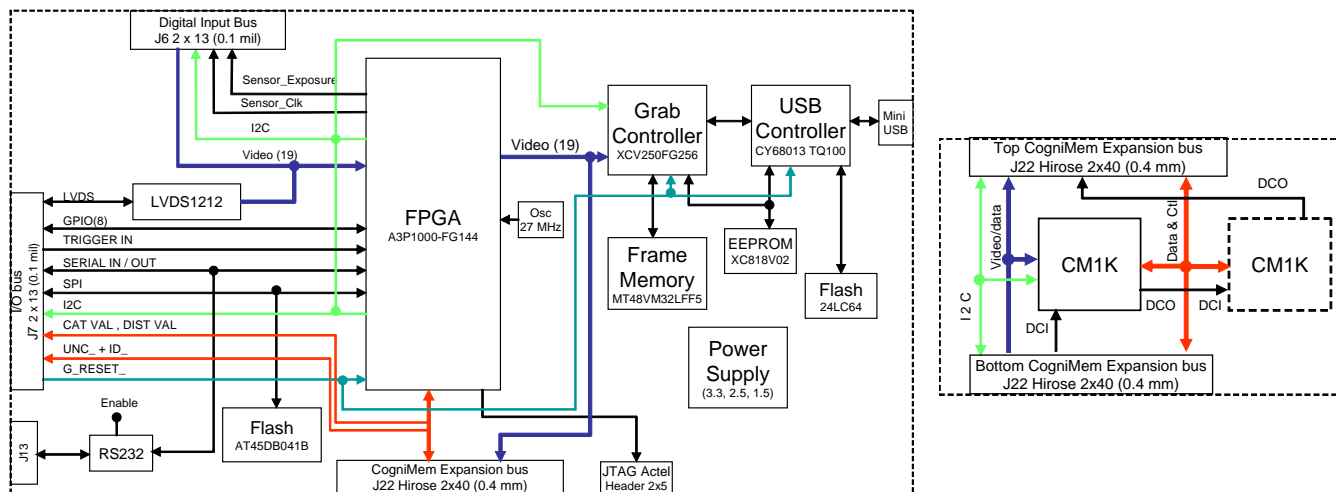 Digital Input Bus
J6 2 x 13 (0.1 mil)
Sensor_Exposure
Sensor_Clk
I2C
Video (19)
LVDS
LVDS1212
GPIO(8)
TRIGGER IN
SERIAL IN / OUT
SPI
I2C
CAT VAL , DIST VAL
UNC_ + ID_
G_RESET_
I/O bus
J7 2 x 13 (0.1 mil)
Enable
J13
RS232
Flash
AT45DB041B
FPGA
A3P1000-FG144
Video (19)
Osc
27 MHz
CogniMem Expansion bus
J22 Hirose 2x40 (0.4 mm)
JTAG Actel
Header 2x5
Grab
Controller
XCV250FG256
USB
Controller
CY68013 TQ100
Mini
USB
Frame
Memory
MT48VM32LFF5
EEPROM
XC818V02
Flash
24LC64
Power
Supply
(3.3, 2.5, 1.5)
Top CogniMem Expansion bus
J22 Hirose 2x40 (0.4 mm)
DCO
I 2 C
Video/data
CM1K
Data & Ctl
CM1K
DCO
DCI
DCI
Bottom CogniMem Expansion bus
J22 Hirose 2x40 (0.4 mm)